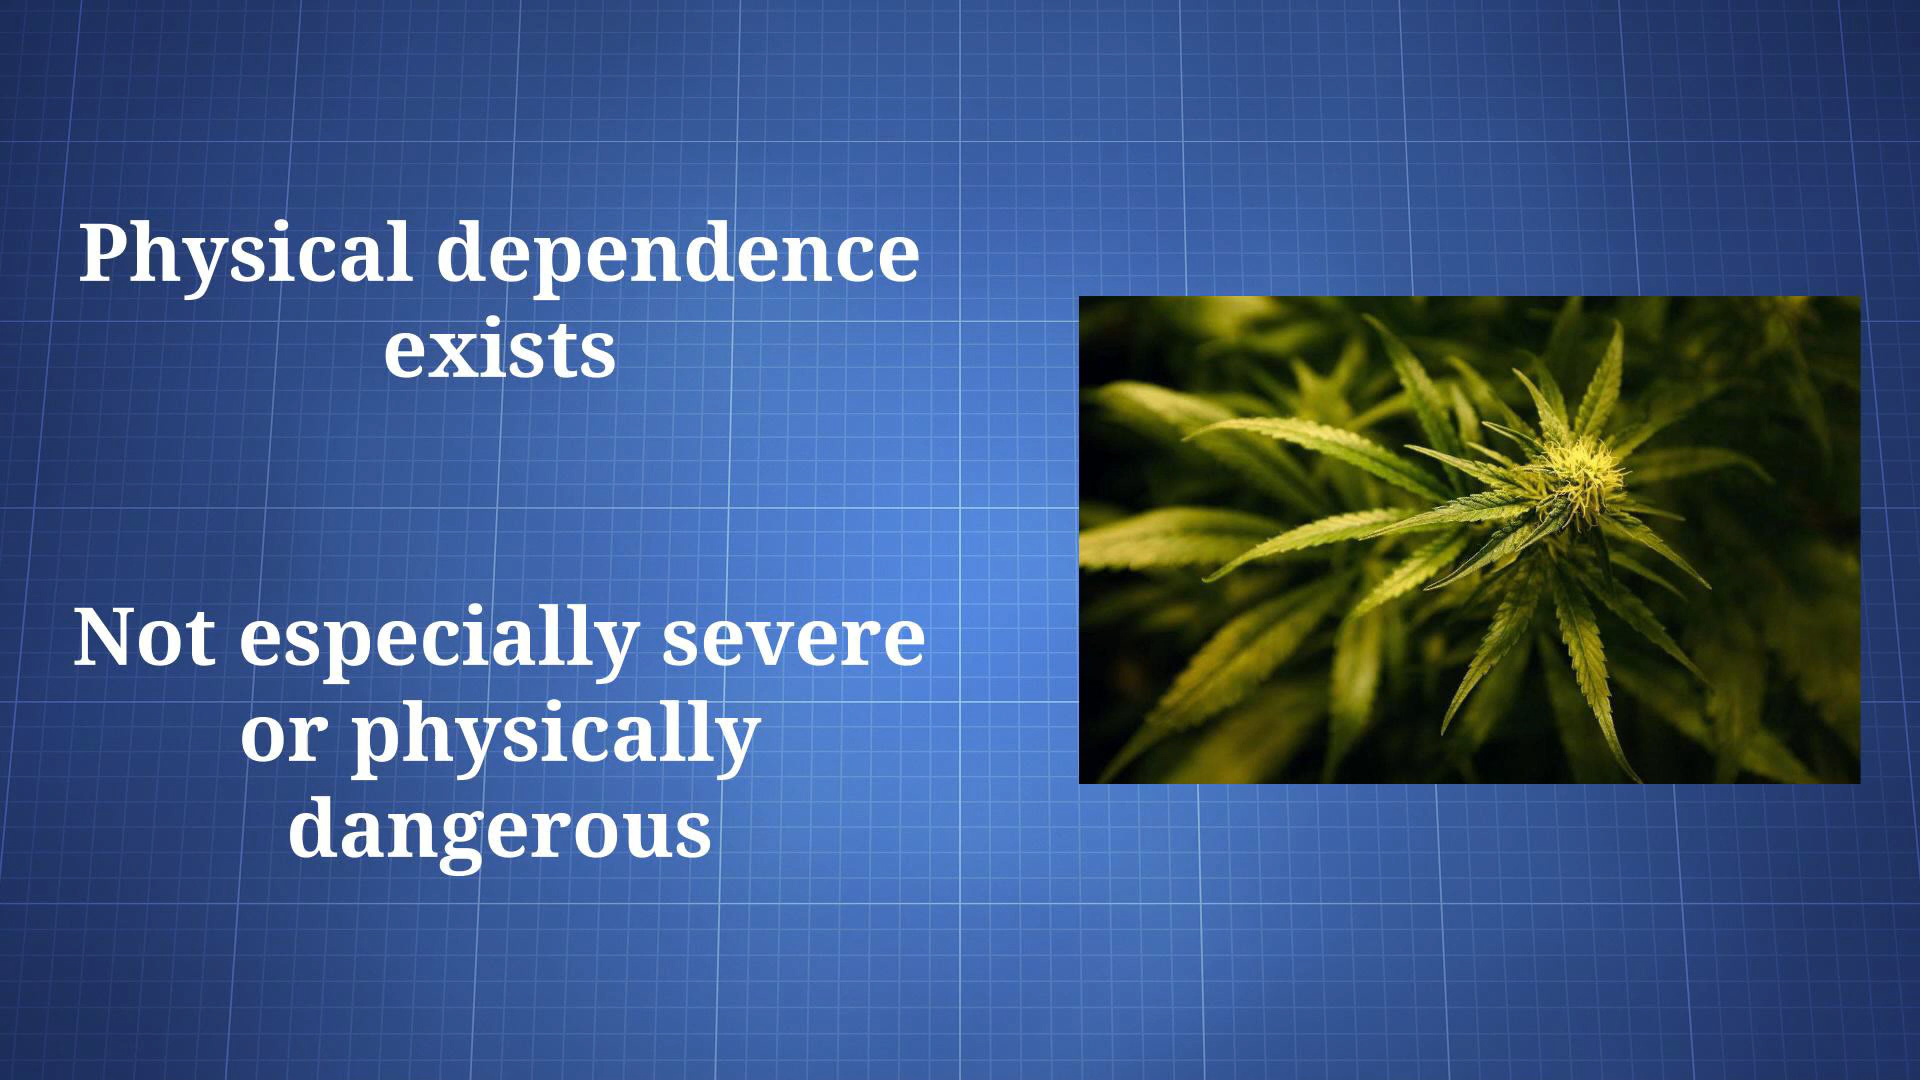 Physical dependence
exists
Not especially severe
or physically
dangerous